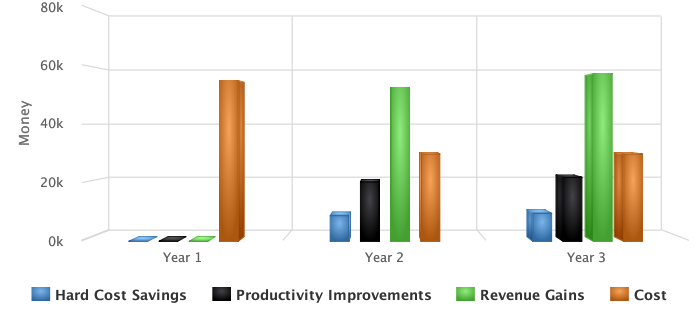 80k
60k
40k
20k
0k
Money
Year 1 Year 2 Year 3
Hard Cost Savings Productivity Improvements Revenue Gains Cost